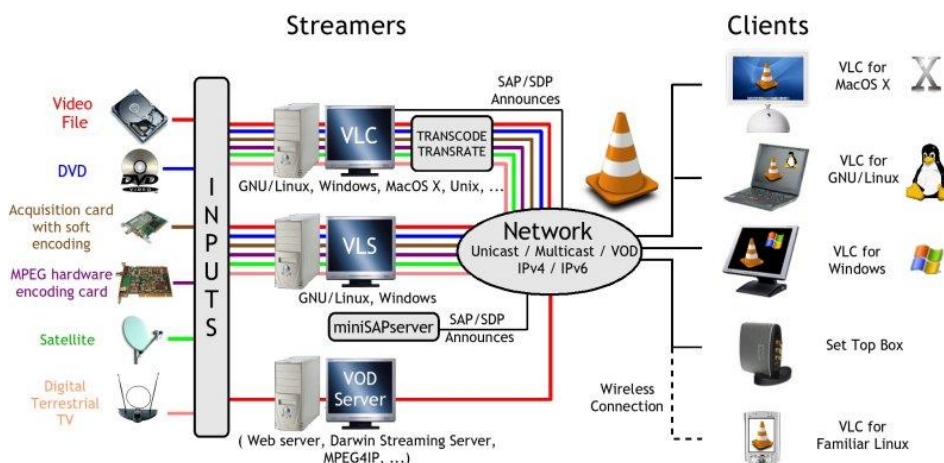 Streamers
Clients
Video
File
DVD
DVD
VIDEO
Acquisition card
with soft
encoding
MPEG hardware
encoding card
Satellite
Digital
Terrestrial
TV
INPUTS
VLC
SAP/SDP
Announces
TRANSCODE
TRANSRATE
GNU/Linux, Windows, MacOS X, Unix, ...
VLS
GNU/Linux, Windows
Network
Unicast / Multicast / VOD
IPv4 / IPv6
miniSAPserver
SAP/SDP
Announces
VOD
Server
( Web server, Darwin Streaming Server,
MPEG4IP, ...)
Wireless
Connection
VLC for
MacOS X
X
VLC for
GNU/Linux
VLC for
Windows
Set Top Box
VLC for
Familiar Linux